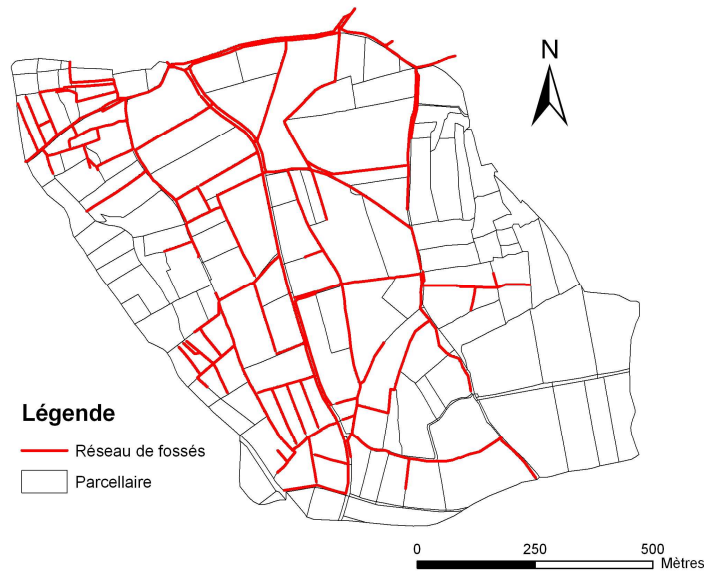 N
Légende
Réseau de fossés
Parcellaire
0 250 500
Mètres